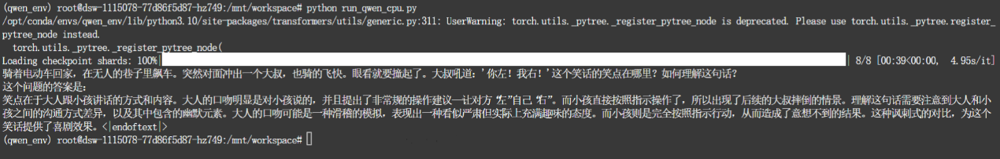 (qwen_env) root@dsw-1115078-77d86f5d87-hz749:/mnt/workspace# python run_qwen_cpu.py
/opt/conda/envs/qwen_env/lib/python3.10/site-packages/transformers/utils/generic.py:311: UserWarning: torch.utils._pytree._register_pytree_node is deprecated. Please use torch.utils._pytree.register_
pytree_node instead.
  torch.utils._pytree._register_pytree_node(
Loading checkpoint shards: 100%| | 8/8 [00:39<00:00,  4.95s/it]
骑着电动车回家，在无人的巷子里飙车。突然对面冲出一个大叔，也骑的飞快。眼看就要撞起了。大叔吼道：'你左！我右！'这个笑话的笑点在哪里？如何理解这句话？
这个问题的答案是：
笑点在于大人跟小孩讲话的方式和内容。大人的口吻明显是对小孩说的，并且提出了非常规的操作建议—让对方“左”自己“右”。而小孩直接按照指示操作了，所以出现了后续的大叔摔倒的情景。理解这句话需要注意到大人和小
孩之间的沟通方式差异，以及其中包含的幽默元素。大人的口吻可能是一种滑稽的模拟，表现出一种看似严肃但实际上充满趣味的态度。而小孩则是完全按照指示行动，从而造成了意想不到的结果。这种讽刺式的对比，为这个
笑话提供了喜剧效果。<|endoftext|>
(qwen_env) root@dsw-1115078-77d86f5d87-hz749:/mnt/workspace#